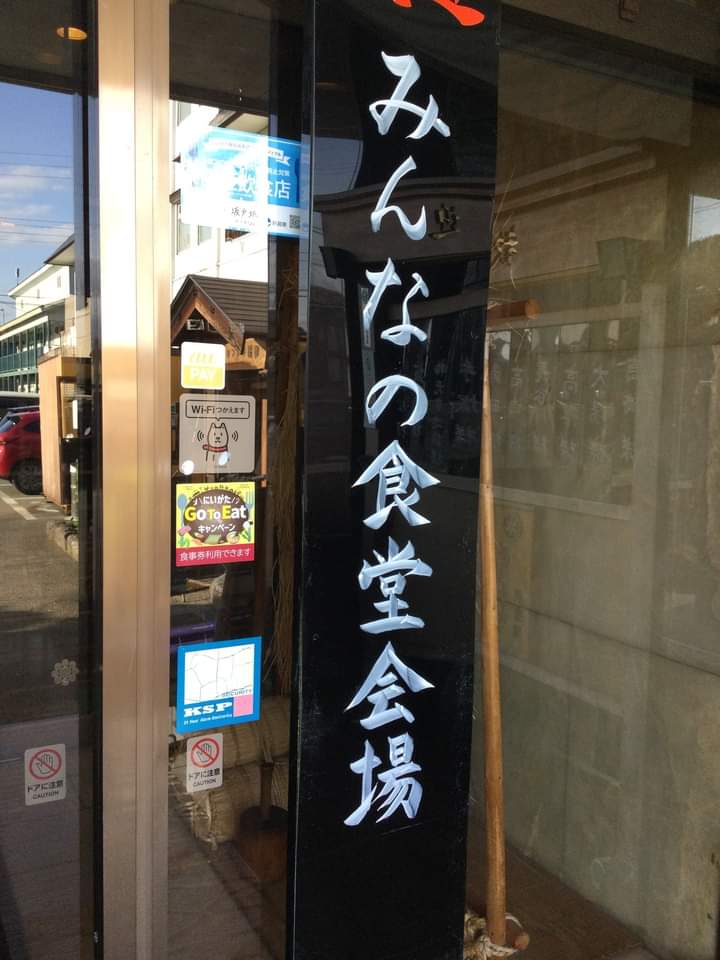 みんなの食堂会場
au
PAY
Wi-Fiつかえます
にいがた
Go To Eat
キャンペーン
食事券利用できます
SECURITY
KSP
ドアに注意
CAUTION
ドアに注意
CAUTION